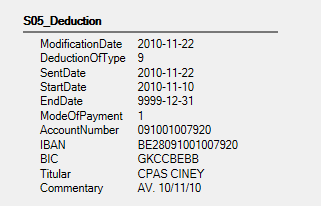 S05_Deduction
ModificationDate 2010-11-22
DeductionOfType 9
SentDate 2010-11-22
StartDate 2010-11-10
EndDate 9999-12-31
ModeOfPayment 1
AccountNumber 091001007920
IBAN BE28091001007920
BIC GKCCBEBB
Titular CPAS CINEY
Commentary AV. 10/11/10